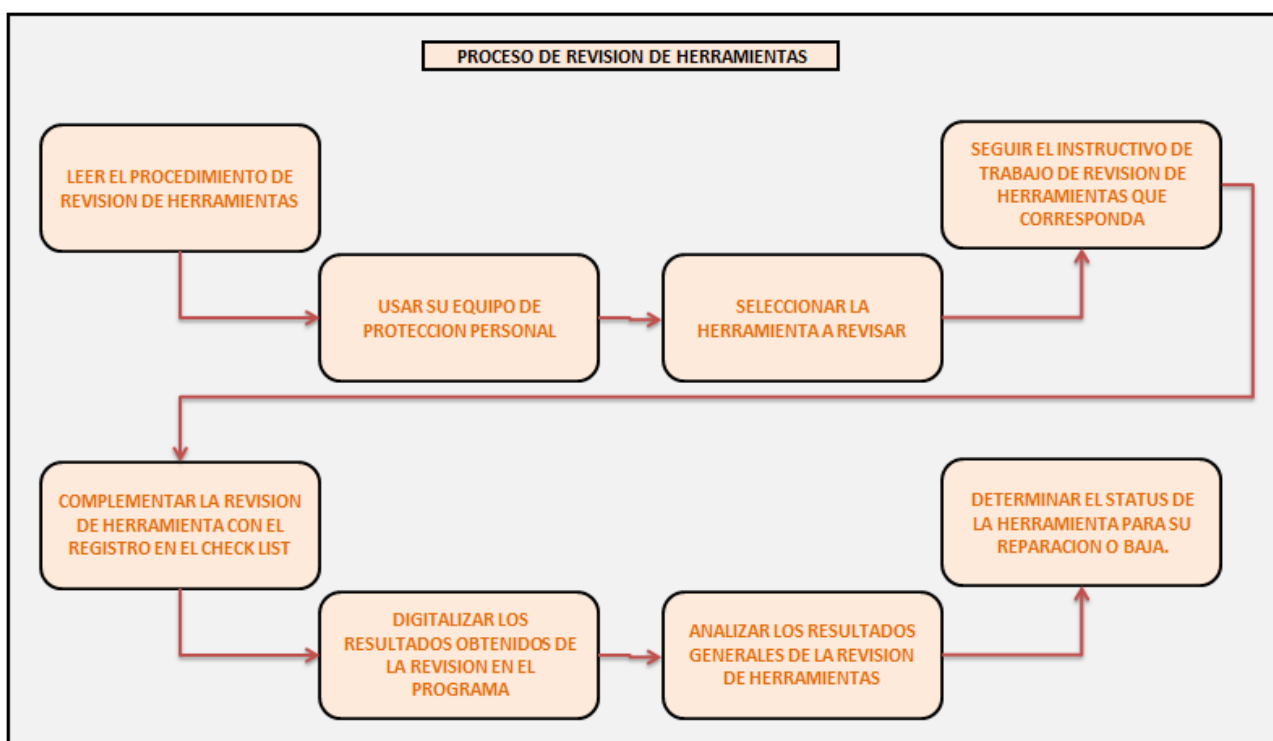 PROCESO DE REVISION DE HERRAMIENTAS
LEER EL PROCEDIMIENTO DE
REVISION DE HERRAMIENTAS
USAR SU EQUIPO DE
PROTECCION PERSONAL
SELECCIONAR LA
HERRAMIENTA A REVISAR
SEGUIR EL INSTRUCTIVO DE
TRABAJO DE REVISION DE
HERRAMIENTAS QUE
CORRESPONDA
COMPLEMENTAR LA REVISION
DE HERRAMIENTA CON EL
REGISTRO EN EL CHECK LIST
DIGITALIZAR LOS
RESULTADOS OBTENIDOS DE
LA REVISION EN EL
PROGRAMA
ANALIZAR LOS RESULTADOS
GENERALES DE LA REVISION
DE HERRAMIENTAS
DETERMINAR EL STATUS DE
LA HERRAMIENTA PARA SU
REPARACION O BAJA.